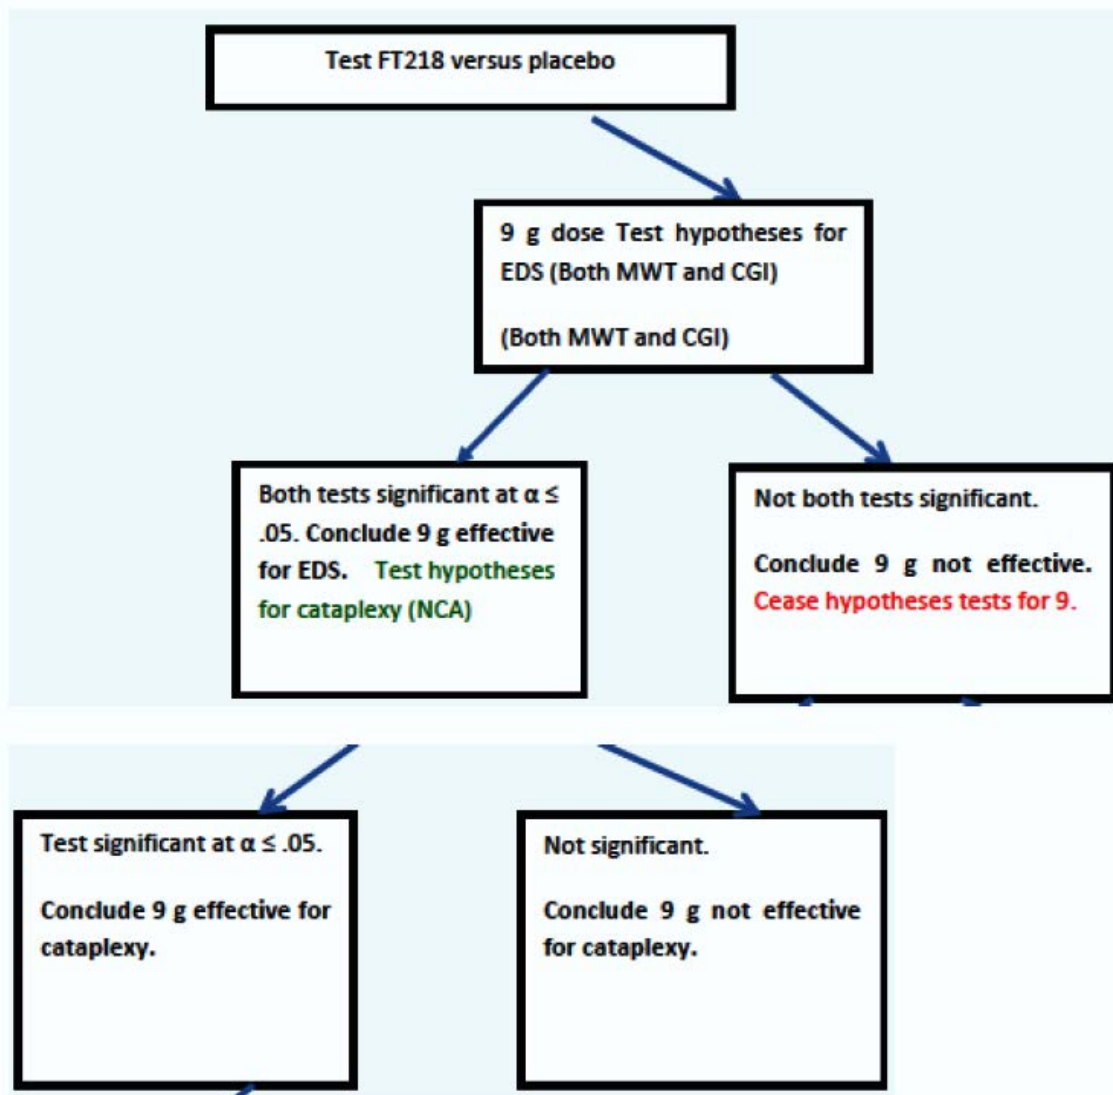 Test FT218 versus placebo
9 g dose Test hypotheses for
EDS (Both MWT and CGI)
(Both MWT and CGI)
Both tests significant at α ≤
.05. Conclude 9 g effective
for EDS. Test hypotheses
for cataplexy (NCA)
Not both tests significant.
Conclude 9 g not effective.
Cease hypotheses tests for 9.
Test significant at α ≤ .05.
Conclude 9 g effective for
cataplexy.
Not significant.
Conclude 9 g not effective
for cataplexy.